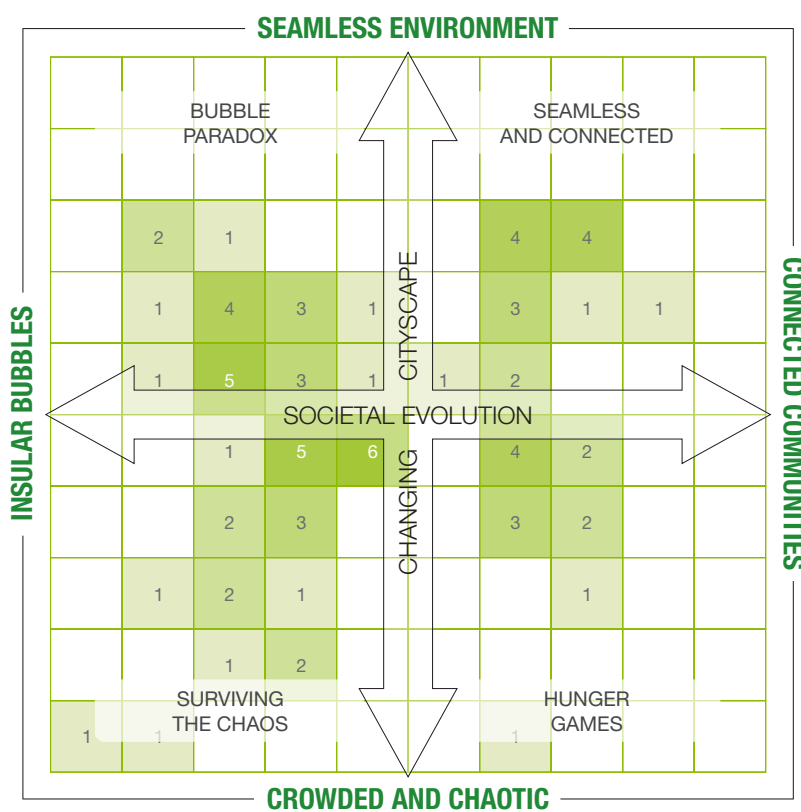 SEAMLESS ENVIRONMENT
BUBBLE
PARADOX
SEAMLESS
AND CONNECTED
2 1 4 4
1 4 3 1 3 1 1
1 5 3 1 1 2
CITYSCAPE
INSULAR BUBBLES
CONNECTED COMMUNITIES
SOCIETAL EVOLUTION
CHANGING
1 5 6 4 2
2 3 3 2
1 2 1 1
1 2
SURVIVING
THE CHAOS
HUNGER
GAMES
1 1 1
CROWDED AND CHAOTIC